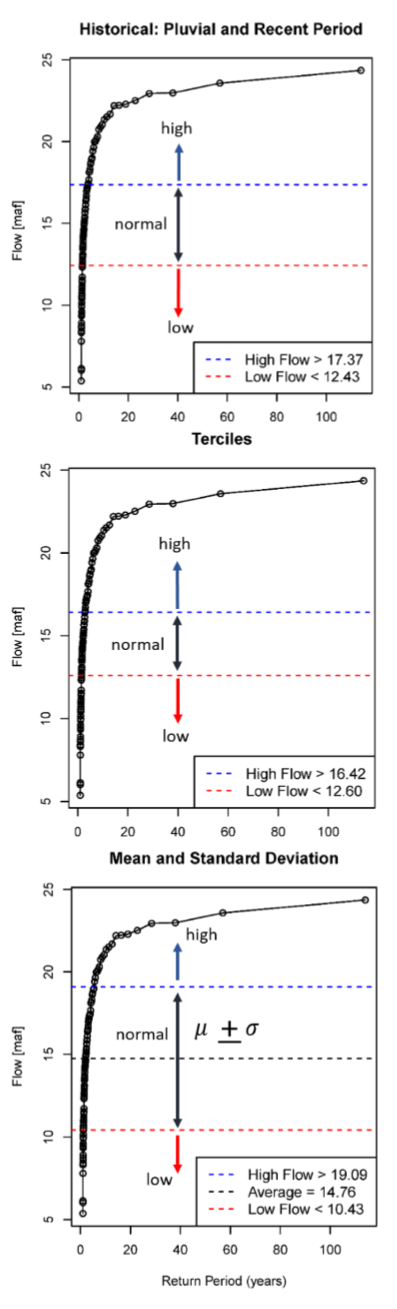 Historical: Pluvial and Recent Period
25
20
15
10
5
Flow [maf]
high
normal
low
High Flow > 17.37
Low Flow < 12.43
0 20 40 60 80 100
Terciles
25
20
15
10
5
Flow [maf]
high
normal
low
High Flow > 16.42
Low Flow < 12.60
0 20 40 60 80 100
Mean and Standard Deviation
25
20
15
10
5
Flow [maf]
high
normal
μ ± σ
low
High Flow > 19.09
Average = 14.76
Low Flow < 10.43
0 20 40 60 80 100
Return Period (years)